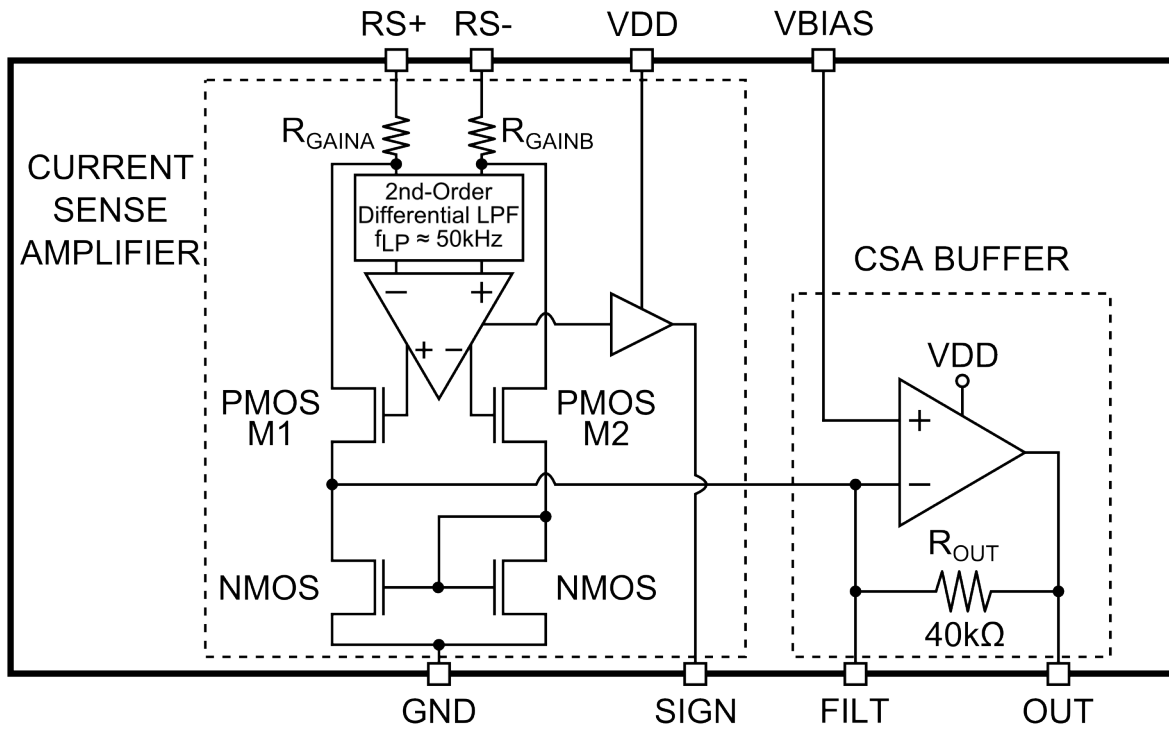 RS+ RS- VDD VBIAS
CURRENT
SENSE
AMPLIFIER
R_GAINA R_GAINB
2nd-Order
Differential LPF
f_LP ≈ 50kHz
− +
+ −
CSA BUFFER
VDD
PMOS
M1
PMOS
M2
+
−
R_OUT
40kΩ
NMOS NMOS
GND SIGN FILT OUT